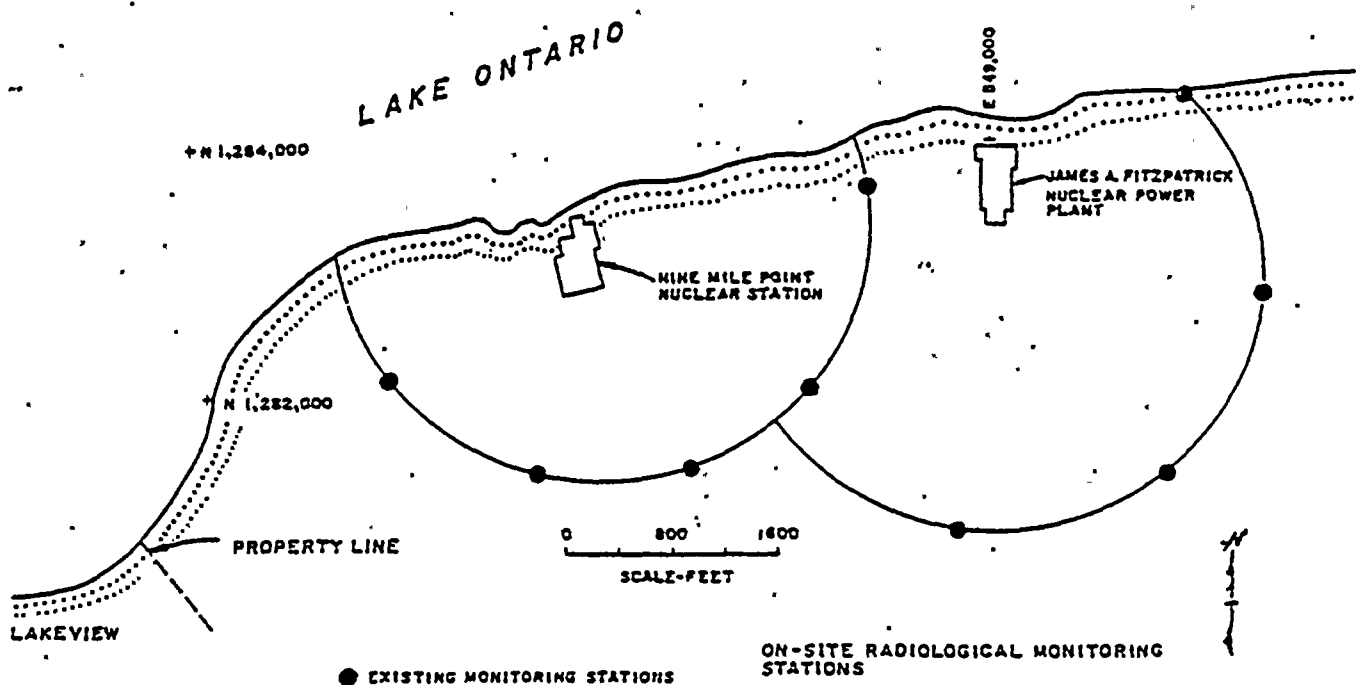 LAKE ONTARIO
E 849,000
+ N 1,284,000
JAMES A. FITZPATRICK
NUCLEAR POWER
PLANT
NINE MILE POINT
NUCLEAR STATION
+ N 1,282,000
PROPERTY LINE
0 800 1600
SCALE-FEET
N
LAKEVIEW
ON-SITE RADIOLOGICAL MONITORING
STATIONS
EXISTING MONITORING STATIONS